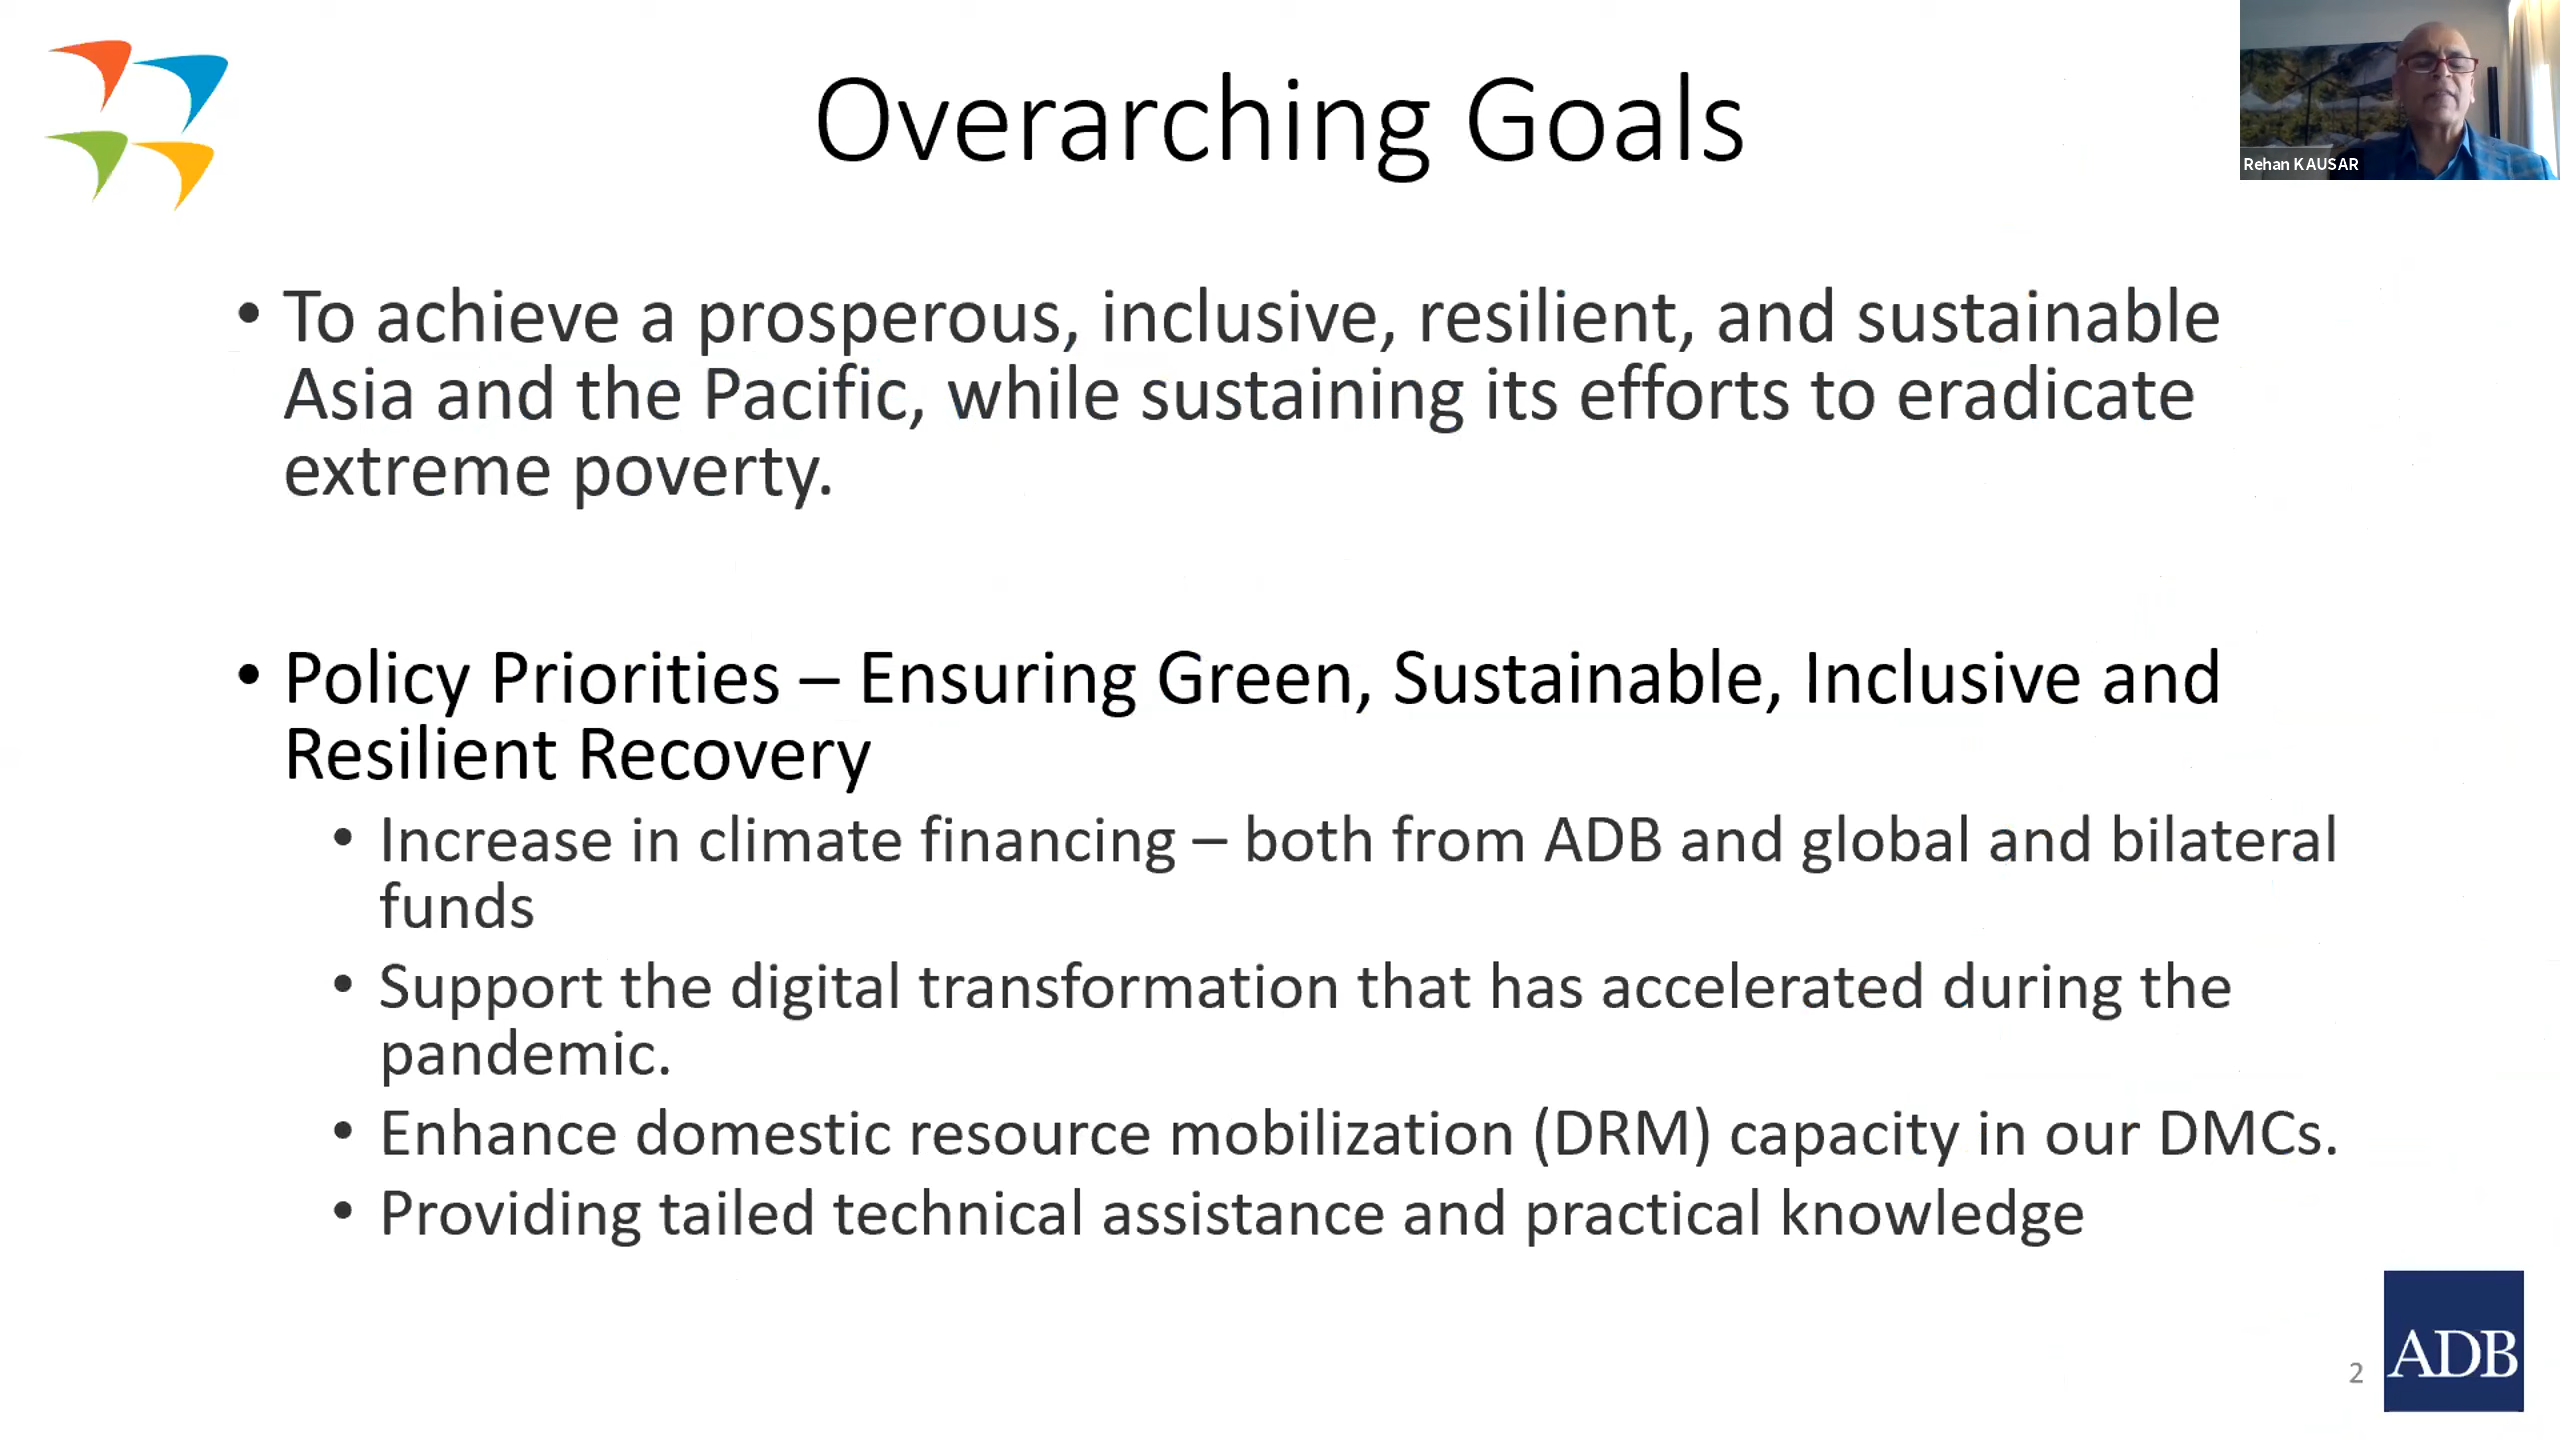 Overarching Goals
Rehan KAUSAR
• To achieve a prosperous, inclusive, resilient, and sustainable
Asia and the Pacific, while sustaining its efforts to eradicate
extreme poverty.
• Policy Priorities – Ensuring Green, Sustainable, Inclusive and
Resilient Recovery
• Increase in climate financing – both from ADB and global and bilateral
funds
• Support the digital transformation that has accelerated during the
pandemic.
• Enhance domestic resource mobilization (DRM) capacity in our DMCs.
• Providing tailed technical assistance and practical knowledge
2
ADB